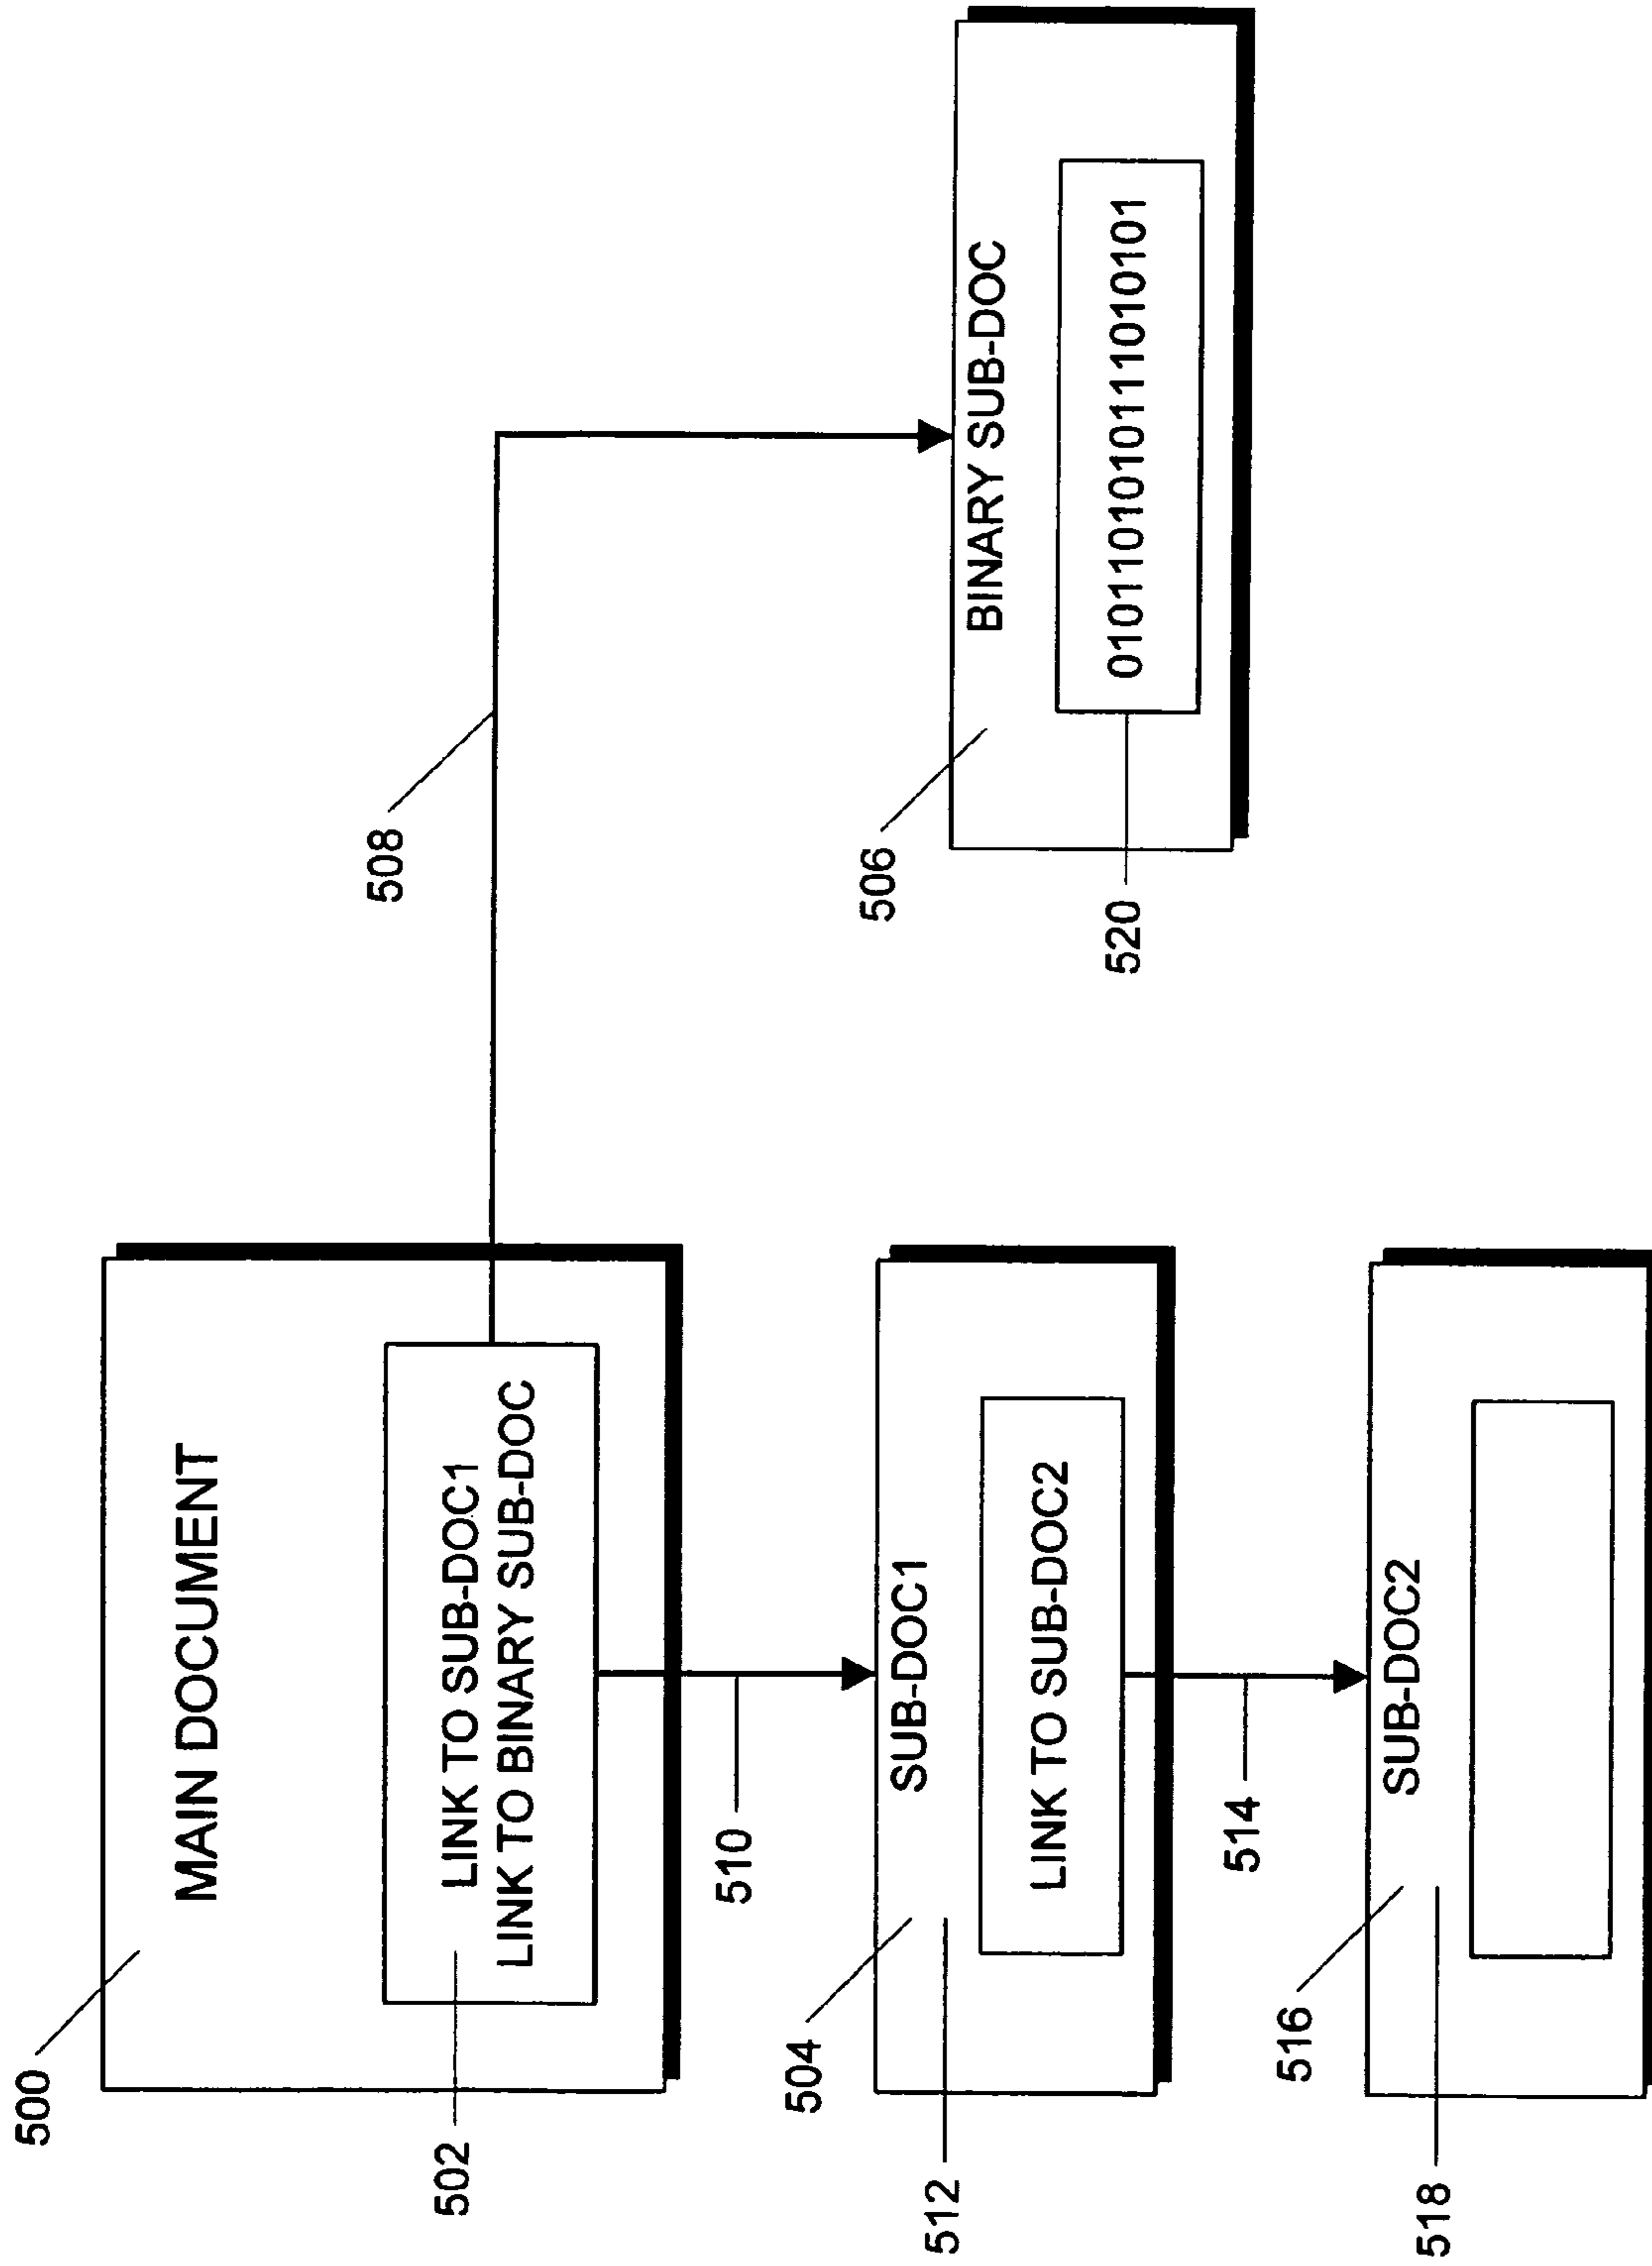 500
MAIN DOCUMENT
502
LINK TO SUB-DOC1
LINK TO BINARY SUB-DOC
508
510
504
SUB-DOC1
512
LINK TO SUB-DOC2
506
BINARY SUB-DOC
520
010110101010111010101
514
516
SUB-DOC2
518